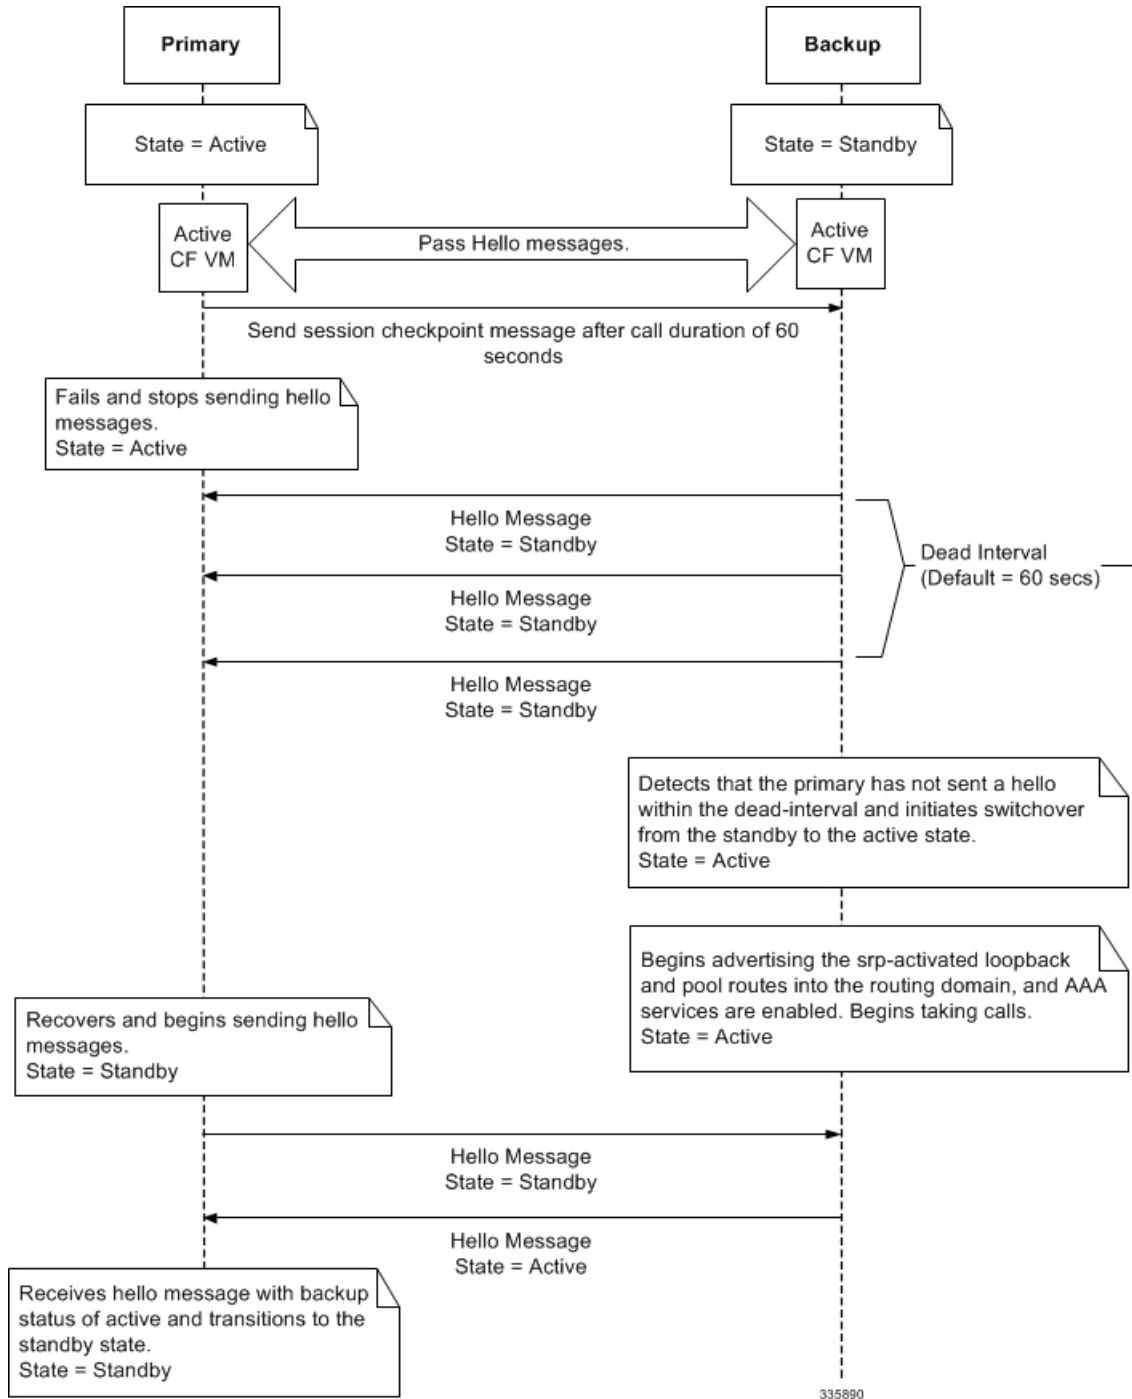 Primary
Backup
State = Active
State = Standby
Active
CF VM
Pass Hello messages.
Active
CF VM
Send session checkpoint message after call duration of 60
seconds
Fails and stops sending hello
messages.
State = Active
Hello Message
State = Standby
Dead Interval
(Default = 60 secs)
Hello Message
State = Standby
Hello Message
State = Standby
Detects that the primary has not sent a hello
within the dead-interval and initiates switchover
from the standby to the active state.
State = Active
Begins advertising the srp-activated loopback
and pool routes into the routing domain, and AAA
services are enabled. Begins taking calls.
State = Active
Recovers and begins sending hello
messages.
State = Standby
Hello Message
State = Standby
Hello Message
State = Active
Receives hello message with backup
status of active and transitions to the
standby state.
State = Standby
335890